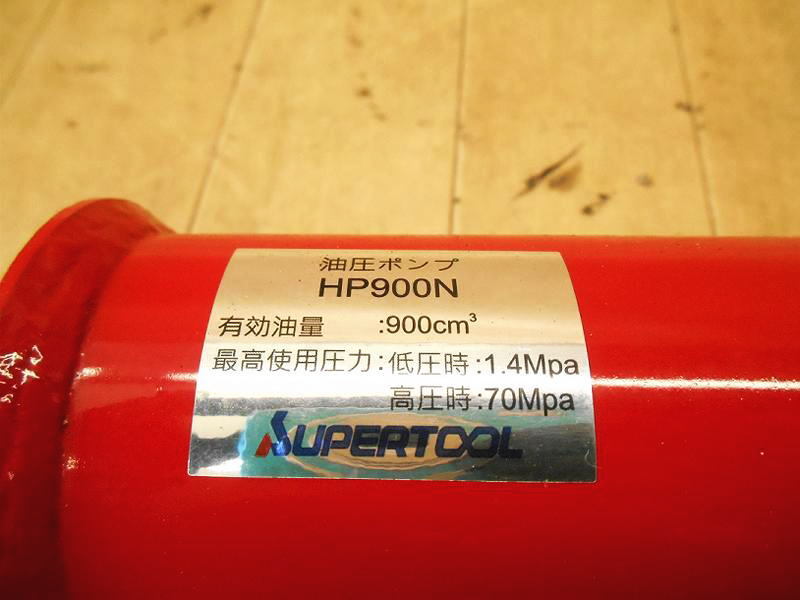 油圧ポンプ
HP900N
有効油量 :900cm³
最高使用圧力:低圧時:1.4Mpa
高圧時:70Mpa
SUPERTOOL